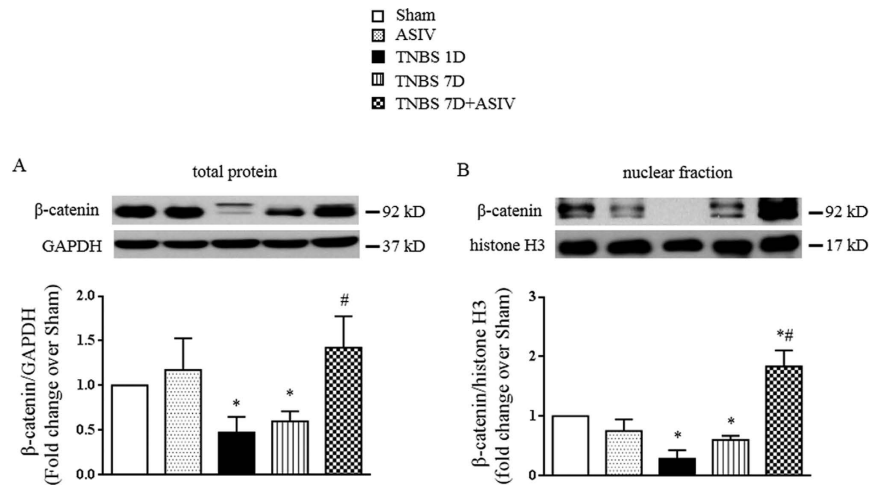 Sham
ASIV
TNBS 1D
TNBS 7D
TNBS 7D+ASIV
A
total protein
β-catenin
92 kD
GAPDH
37 kD
β-catenin/GAPDH
(Fold change over Sham)
2.0
1.5
1.0
0.5
0.0
*
*
#
B
nuclear fraction
β-catenin
92 kD
histone H3
17 kD
β-catenin/histone H3
(fold change over Sham)
3
2
1
0
*
*
*#